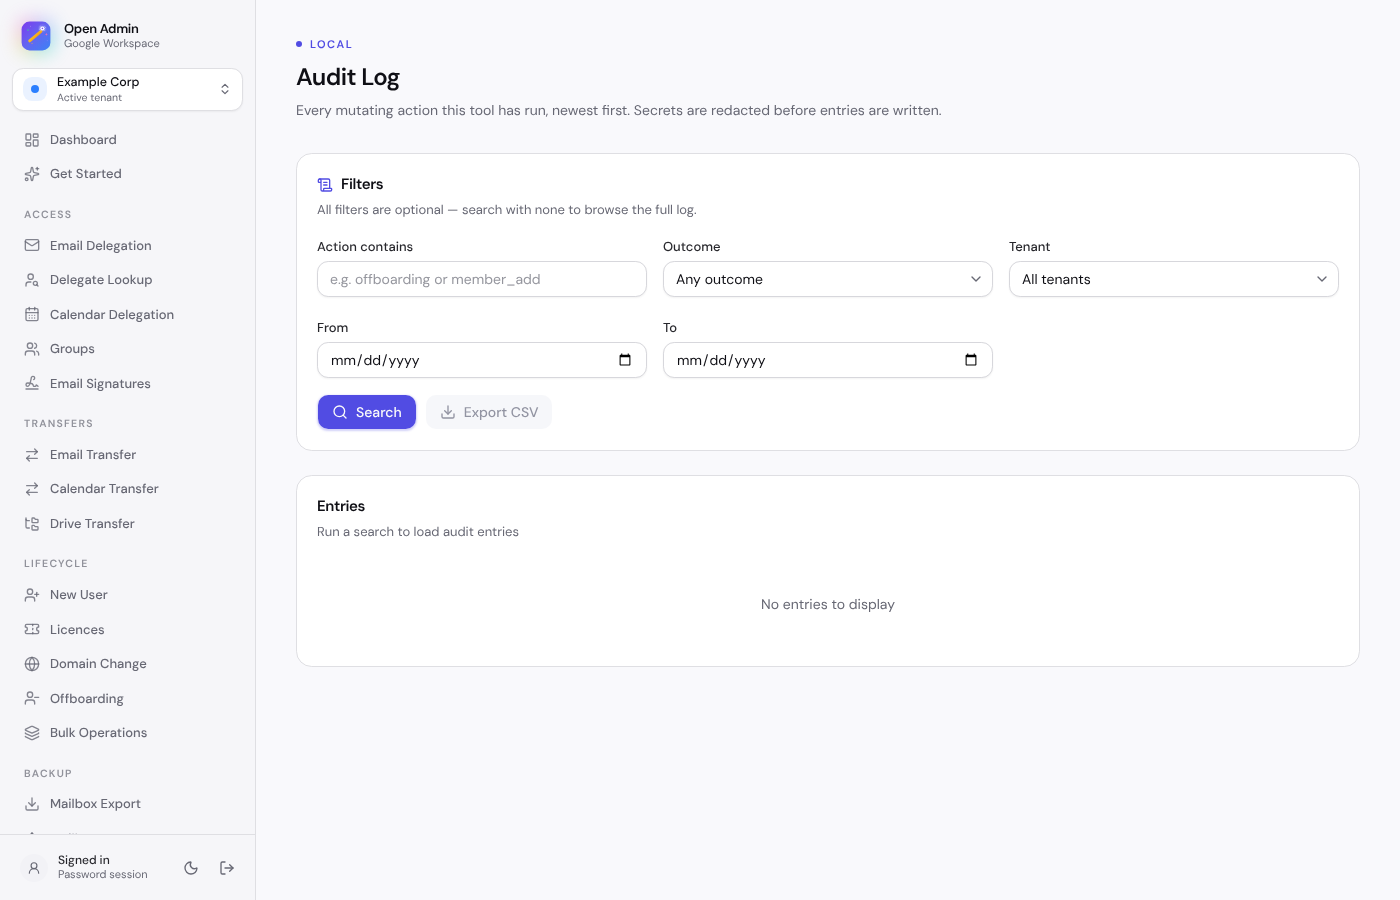 Open Admin
Google Workspace
Example Corp
Active tenant
Dashboard
Get Started
ACCESS
Email Delegation
Delegate Lookup
Calendar Delegation
Groups
Email Signatures
TRANSFERS
Email Transfer
Calendar Transfer
Drive Transfer
LIFECYCLE
New User
Licences
Domain Change
Offboarding
Bulk Operations
BACKUP
Mailbox Export
Signed in
Password session
LOCAL
Audit Log
Every mutating action this tool has run, newest first. Secrets are redacted before entries are written.
Filters
All filters are optional — search with none to browse the full log.
Action contains
Outcome
Tenant
e.g. offboarding or member_add
Any outcome
All tenants
From
To
mm/dd/yyyy
mm/dd/yyyy
Search
Export CSV
Entries
Run a search to load audit entries
No entries to display